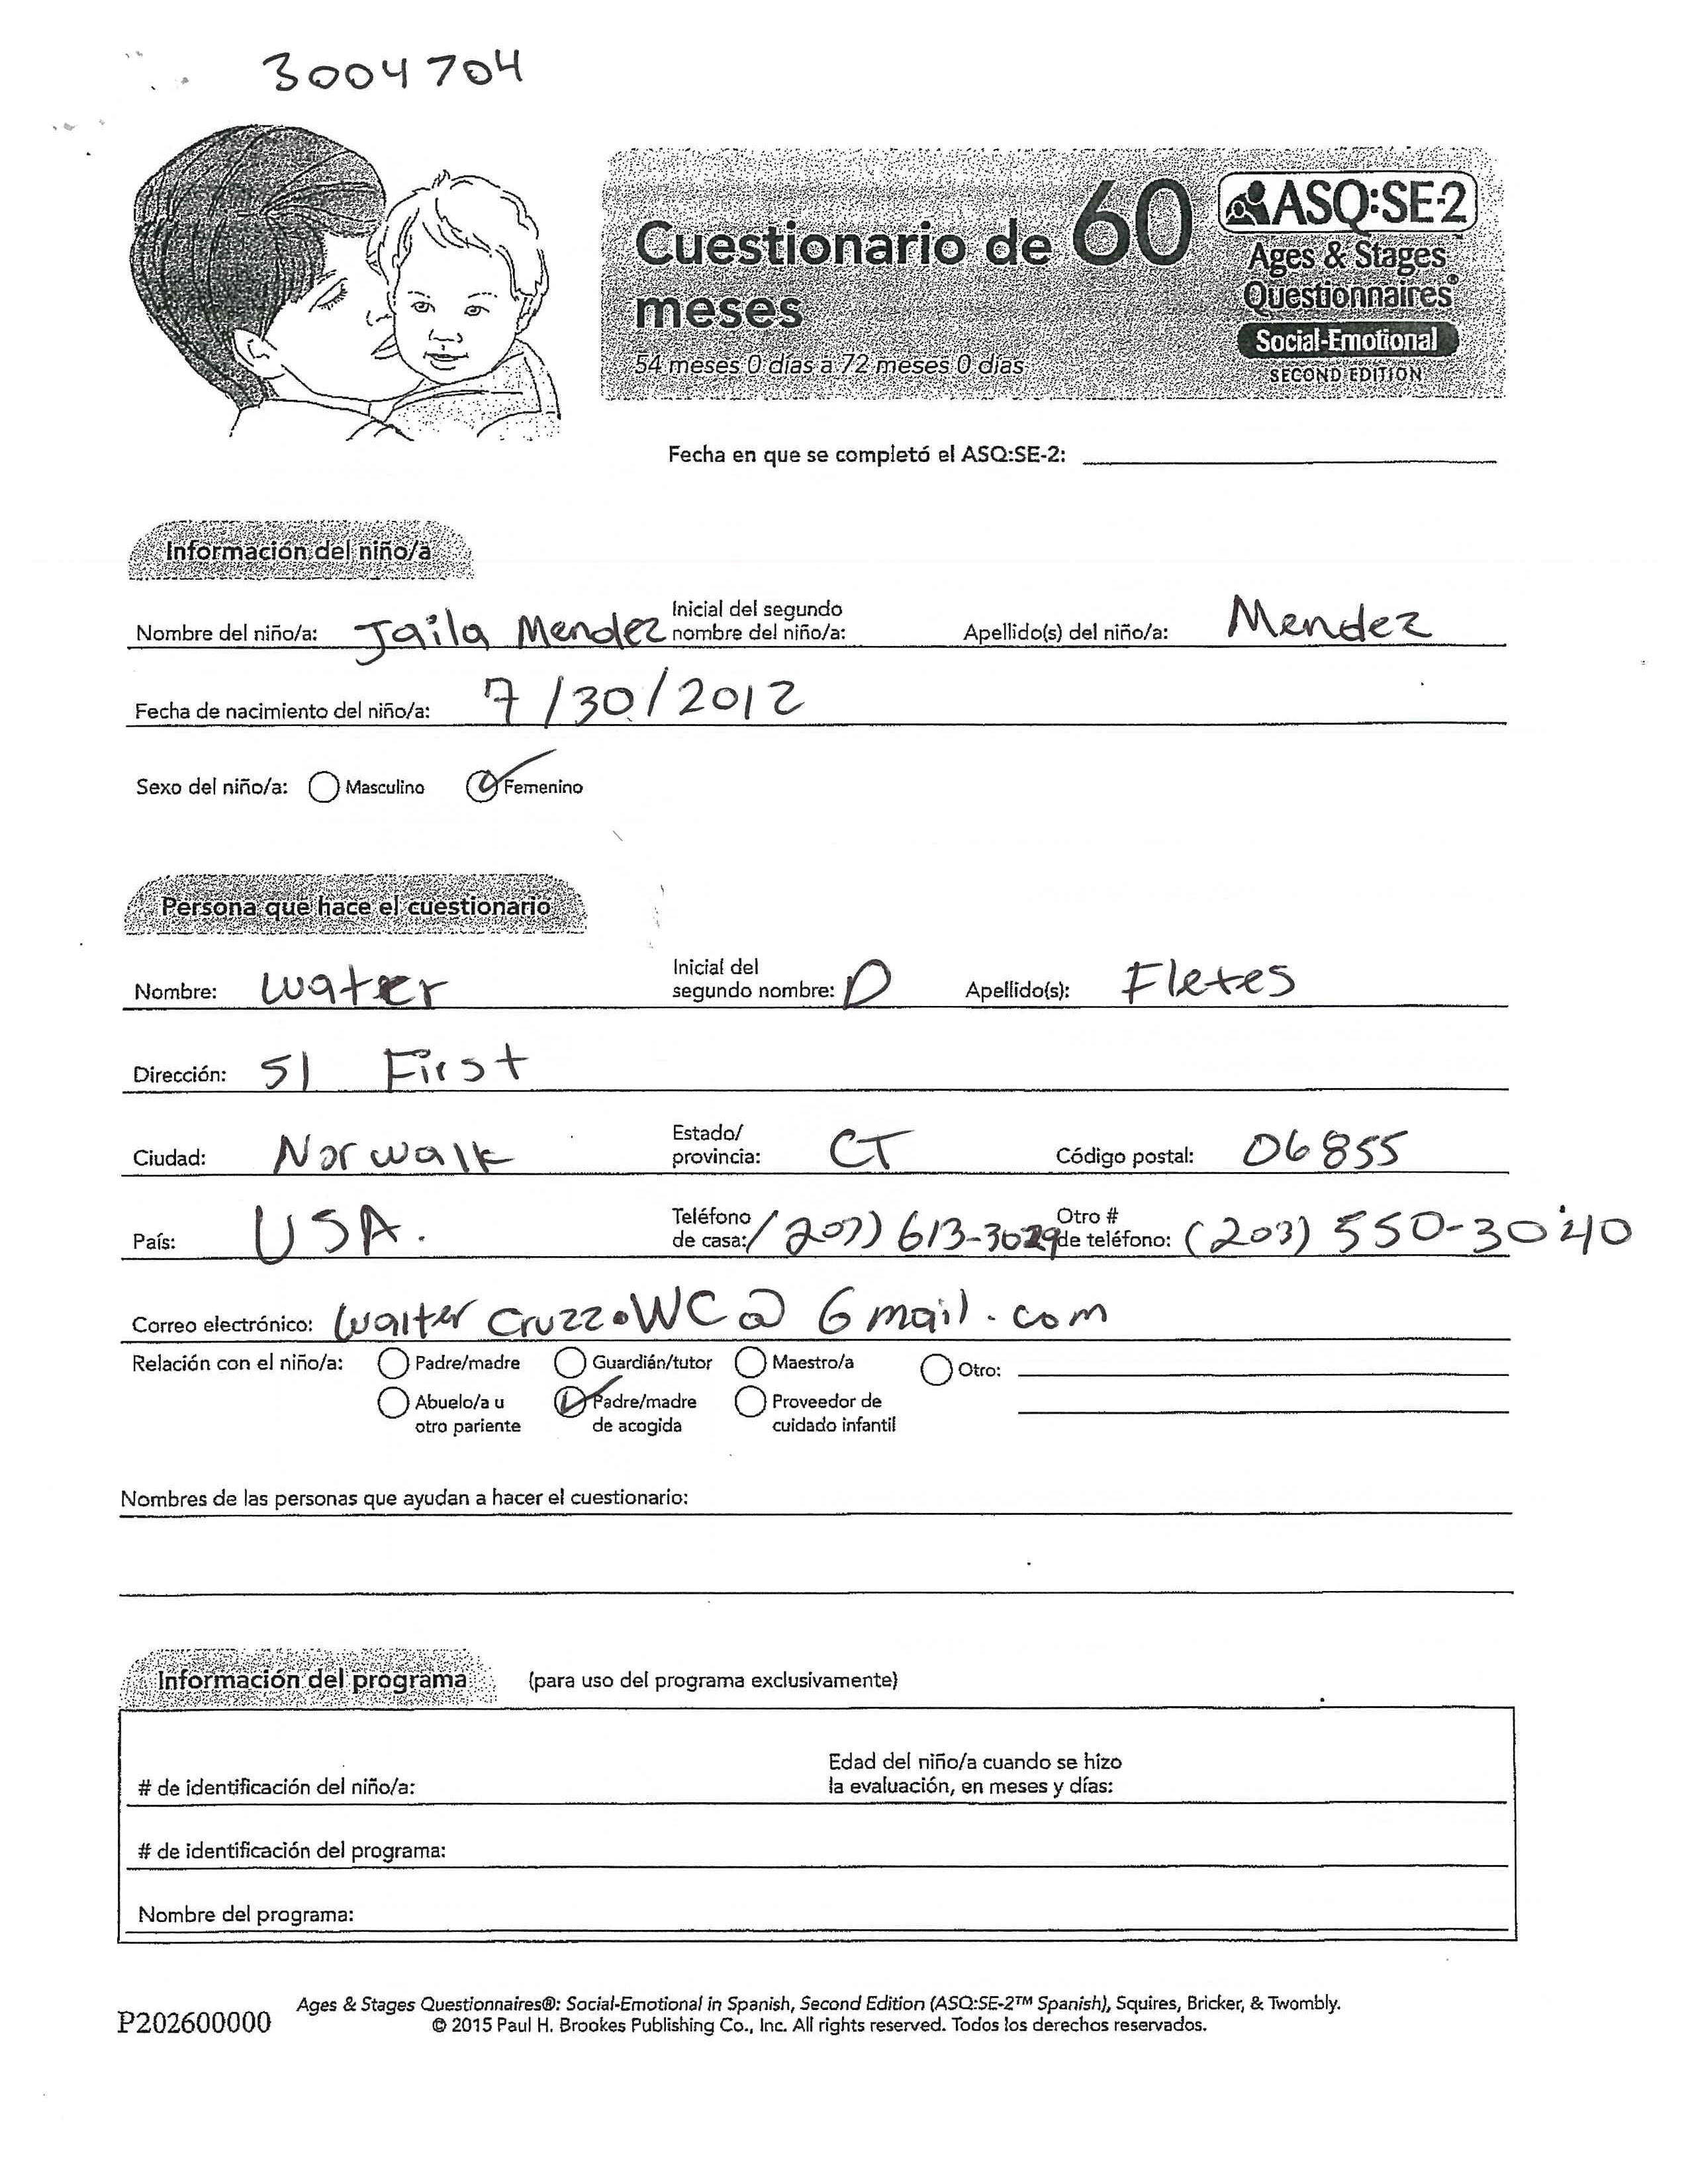 3004704
Cuestionario de 60 meses
54 meses 0 días a 72 meses 0 días
ASQ:SE-2™
Ages & Stages
Questionnaires®
Social-Emotional
SECOND EDITION
Fecha en que se completó el ASQ:SE-2:
Información del niño/a
Nombre del niño/a: Jaila Mendez Inicial del segundo nombre del niño/a: Apellido(s) del niño/a: Mendez
Fecha de nacimiento del niño/a: 7/30/2012
Sexo del niño/a: Masculino Femenino
Persona que hace el cuestionario
Nombre: Water Inicial del segundo nombre: D Apellido(s): Fletes
Dirección: 51 First
Ciudad: Norwalk Estado/provincia: CT Código postal: 06855
País: USA. Teléfono de casa: 613- Otro # de teléfono: (203) 550-3040
Correo electrónico: Walter Cruzz.WC@Gmail.com
Relación con el niño/a: Padre/madre Guardián/tutor Maestro/a Otro:
Abuelo/a u otro pariente Padre/madre de acogida Proveedor de cuidado infantil
Nombres de las personas que ayudan a hacer el cuestionario:
Información del programa (para uso del programa exclusivamente)
# de identificación del niño/a: Edad del niño/a cuando se hizo la evaluación, en meses y días:
# de identificación del programa:
Nombre del programa:
P202600000
Ages & Stages Questionnaires®: Social-Emotional in Spanish, Second Edition (ASQ:SE-2™ Spanish), Squires, Bricker, & Twombly.
© 2015 Paul H. Brookes Publishing Co., Inc. All rights reserved. Todos los derechos reservados.